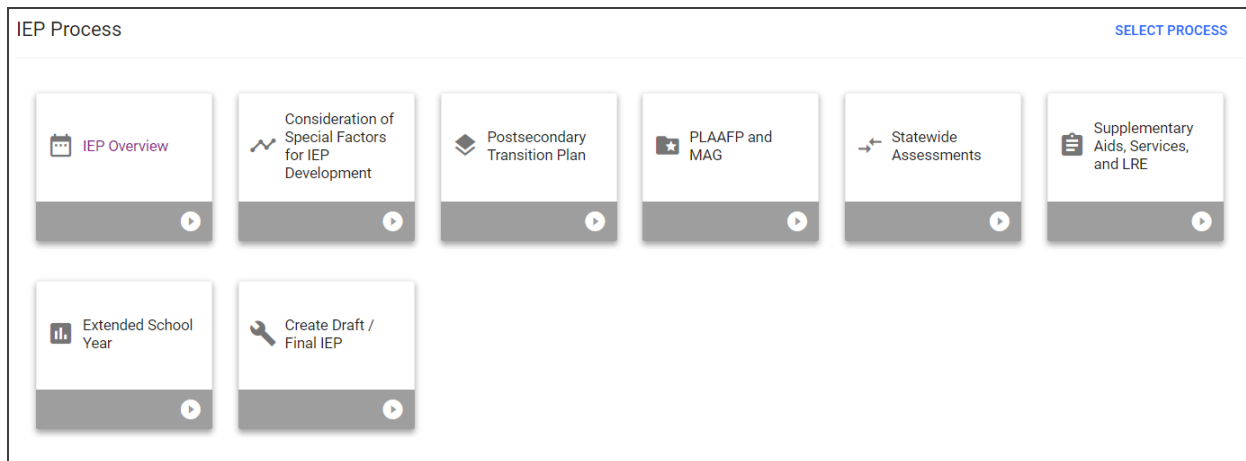 IEP Process
SELECT PROCESS
IEP Overview
Consideration of
Special Factors
for IEP
Development
Postsecondary
Transition Plan
PLAAFP and
MAG
Statewide
Assessments
Supplementary
Aids, Services,
and LRE
Extended School
Year
Create Draft /
Final IEP